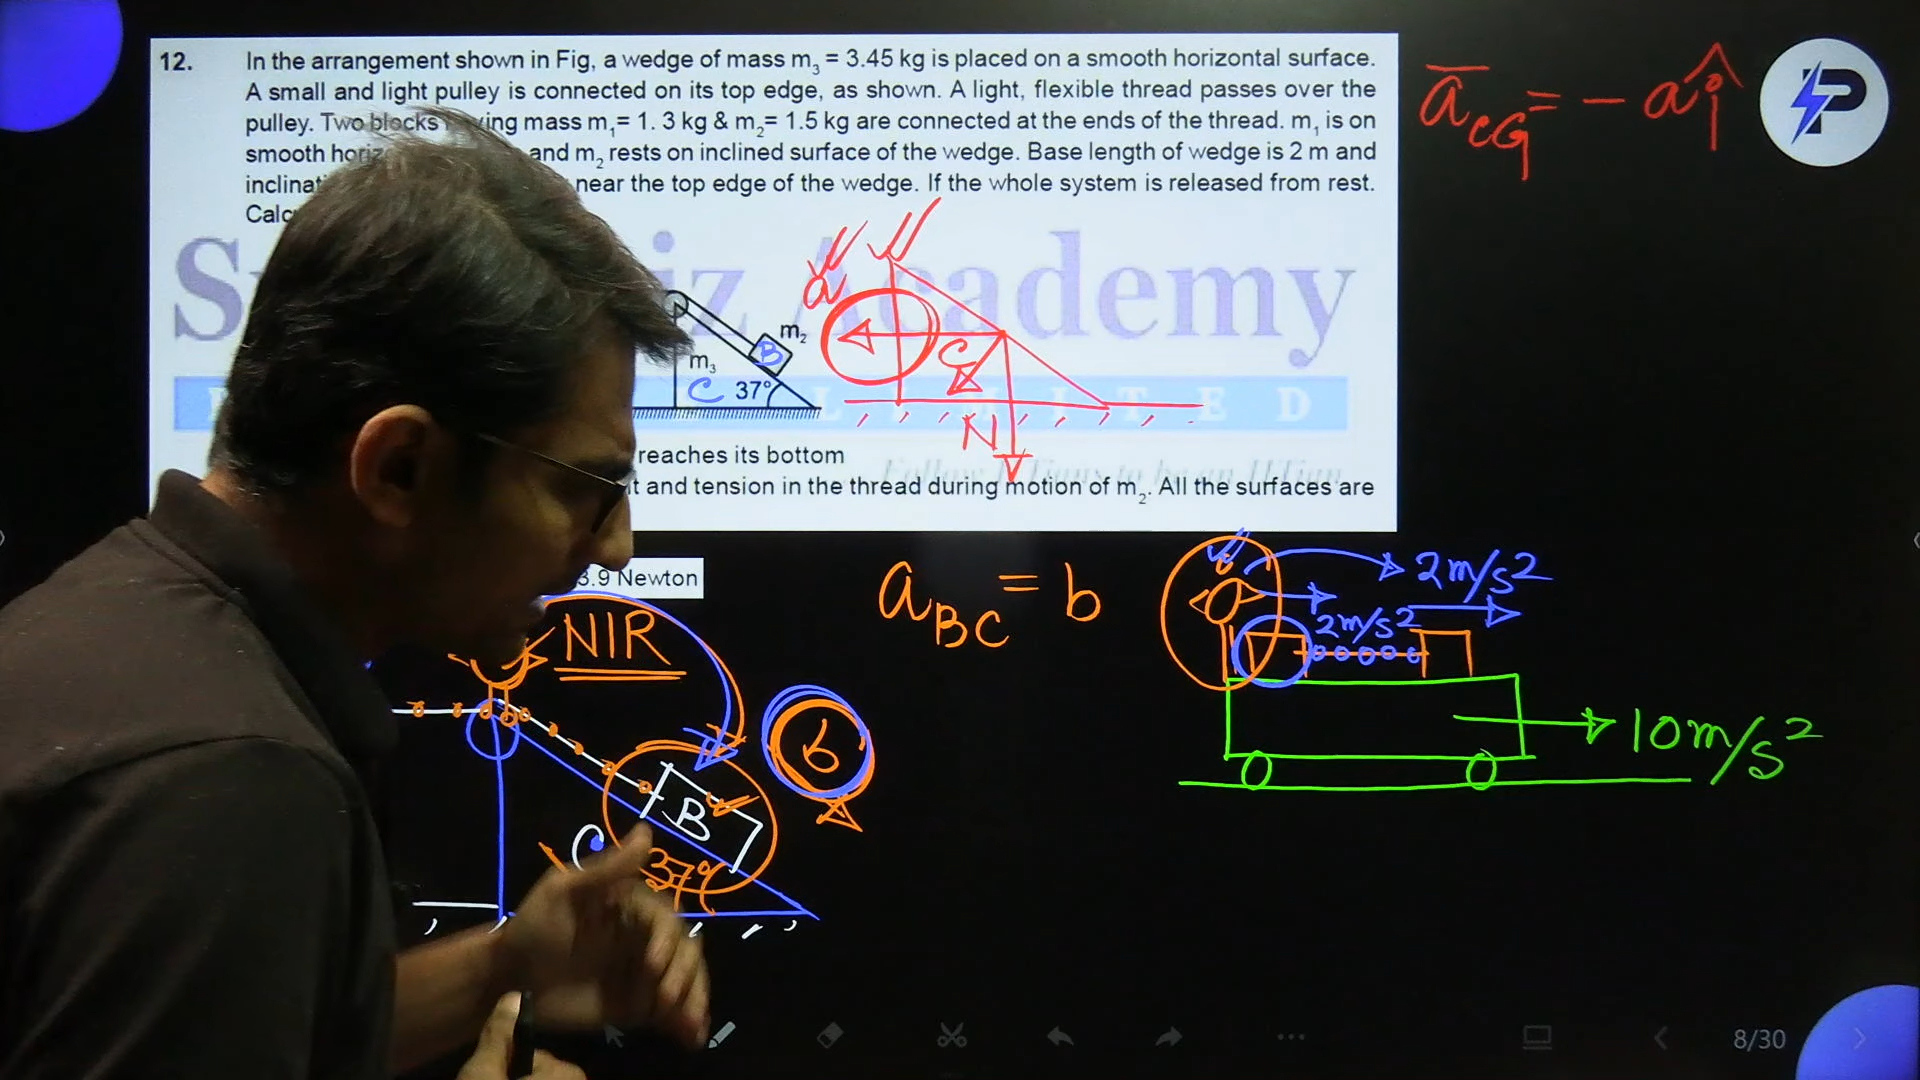 12. In the arrangement shown in Fig, a wedge of mass m₃ = 3.45 kg is placed on a smooth horizontal surface.
A small and light pulley is connected on its top edge, as shown. A light, flexible thread passes over the
pulley. Two blocks ing mass m₁= 1. 3 kg & m₂= 1.5 kg are connected at the ends of the thread. m₁ is on
smooth and m₂ rests on inclined surface of the wedge. Base length of wedge is 2 m and
near the top edge of the wedge. If the whole system is released from rest.
Academy
m₂
B
m₃
C 37°
a
C
N
reaches its bottom
and tension in the thread during motion of m₂. All the surfaces are
3.9 Newton
a̅CG = - a î
P
NIR
aBC = b
2m/s²
2m/s²
10m/s²
B
C
37°
b
8/30